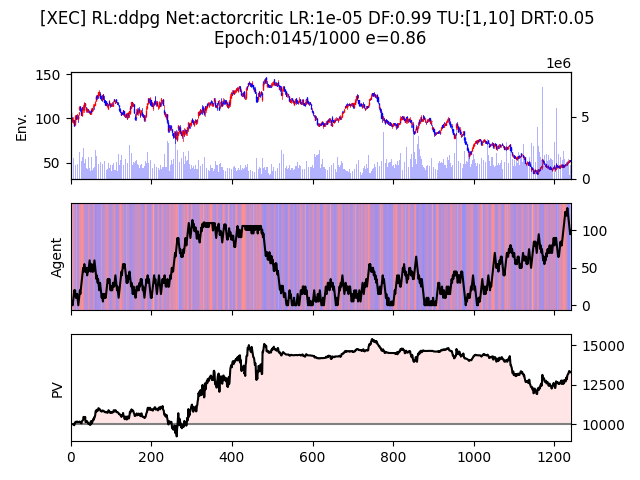 [XEC] RL:ddpg Net:actorcritic LR:1e-05 DF:0.99 TU:[1,10] DRT:0.05
Epoch:0145/1000 e=0.86
1e6
150
100
50
Env.
5
0
Agent
100
50
0
PV
15000
12500
10000
0 200 400 600 800 1000 1200